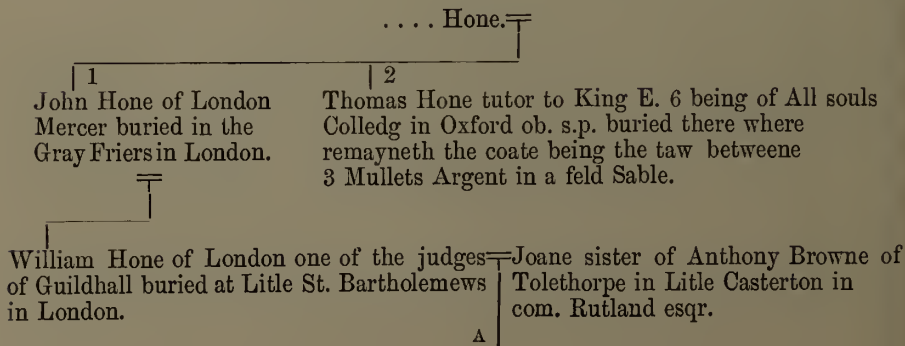 .... Hone.
1
John Hone of London
Mercer buried in the
Gray Friers in London.
2
Thomas Hone tutor to King E. 6 being of All souls
Colledg in Oxford ob. s.p. buried there where
remayneth the coate being the taw betweene
3 Mullets Argent in a feld Sable.
William Hone of London one of the judges
of Guildhall buried at Litle St. Bartholemews
in London.
Joane sister of Anthony Browne of
Tolethorpe in Litle Casterton in
com. Rutland esqr.
A